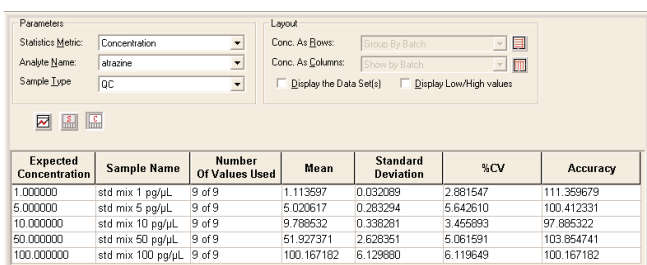 Parameters
Layout
Statistics Metric: Concentration
Conc. As Rows: Group By Batch
Analyte Name: atrazine
Conc. As Columns: Show by Batch
Sample Type QC
Display the Data Set(s) Display Low/High values
S C
Expected Concentration Sample Name Number Of Values Used Mean Standard Deviation %CV Accuracy
1.000000 std mix 1 pg/µL 9 of 9 1.113597 0.032089 2.881547 111.359679
5.000000 std mix 5 pg/µL 9 of 9 5.020617 0.283294 5.642610 100.412331
10.000000 std mix 10 pg/µL 9 of 9 9.788532 0.338281 3.455893 97.885322
50.000000 std mix 50 pg/µL 9 of 9 51.927371 2.628351 5.061591 103.854741
100.000000 std mix 100 pg/µL 9 of 9 100.167182 6.129880 6.119649 100.167182